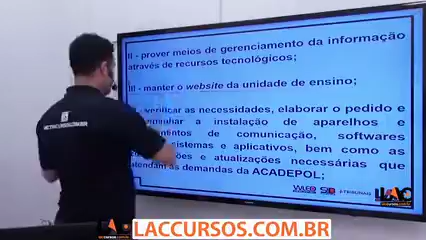 II - prover meios de gerenciamento da informação
através de recursos tecnológicos;
III - manter o website da unidade de ensino;
verificar as necessidades, elaborar o pedido e
a instalação de aparelhos e
de comunicação, softwares
sistemas e aplicativos, bem como as
e atualizações necessárias que
atendam as demandas da ACADEPOL;
LACCURSOS.COM.BR